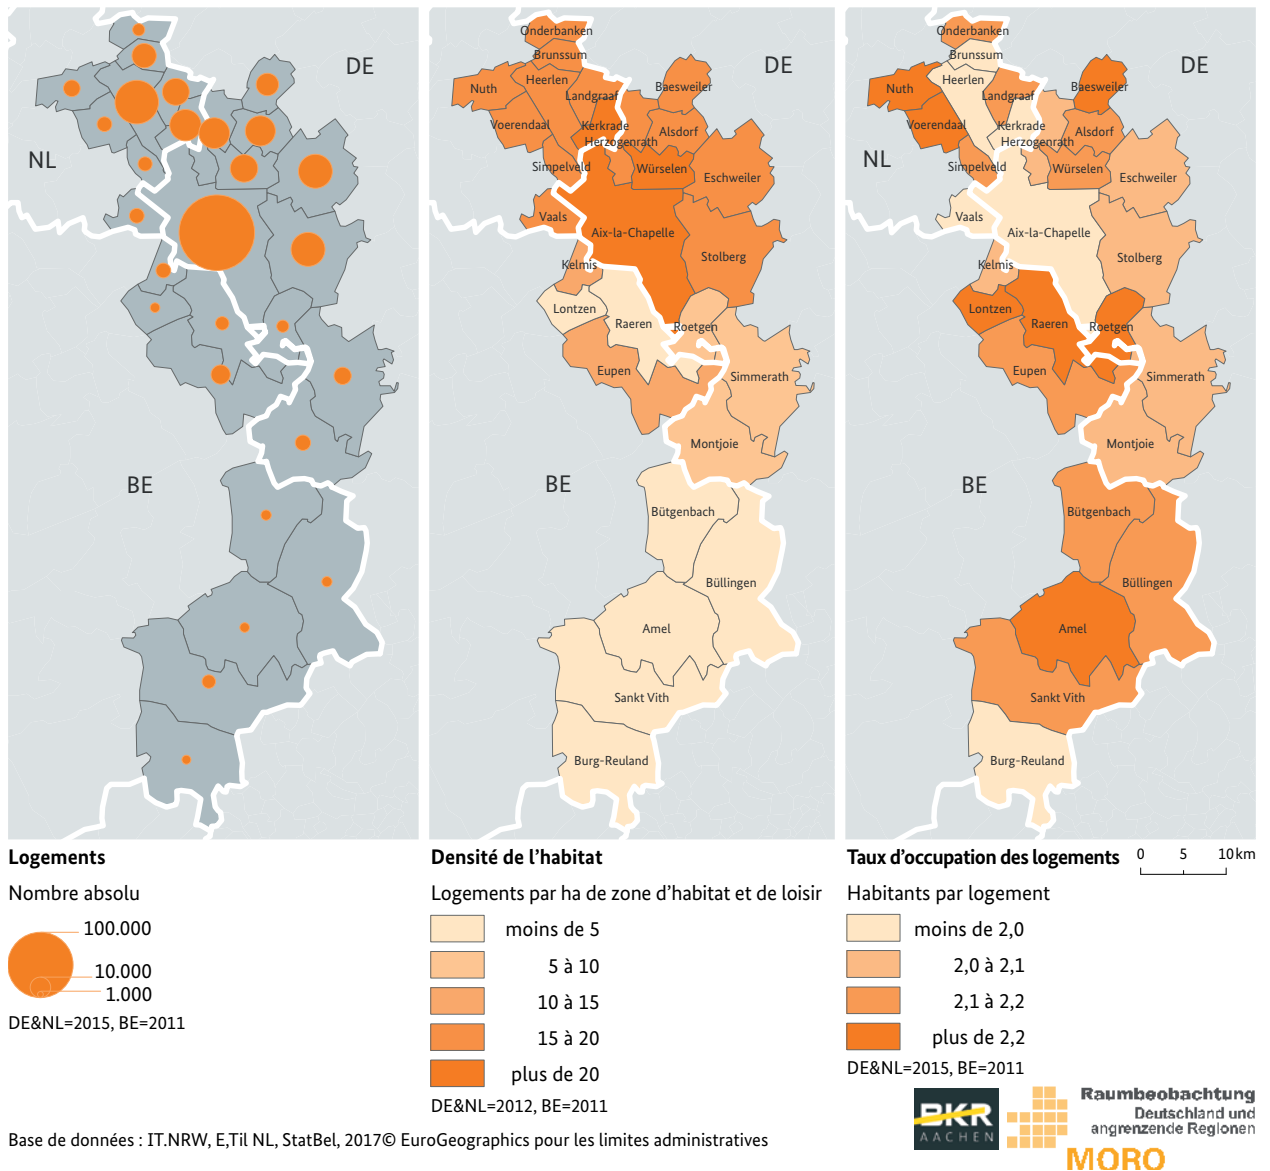 DE
NL
BE
Logements
Nombre absolu
100.000
10.000
1.000
DE&NL=2015, BE=2011
DE
Onderbanken
Brunssum
Heerlen
Nuth
Landgraaf
Baesweiler
Voerendaal
Kerkrade
Alsdorf
Herzogenrath
Simpelveld
Würselen
Eschweiler
Vaals
Aix-la-Chapelle
Stolberg
Kelmis
Lontzen
Raeren
Roetgen
Eupen
Simmerath
Montjoie
BE
Bütgenbach
Büllingen
Amel
Sankt Vith
Burg-Reuland
Densité de l'habitat
Logements par ha de zone d'habitat et de loisir
moins de 5
5 à 10
10 à 15
15 à 20
plus de 20
DE&NL=2012, BE=2011
DE
Onderbanken
Brunssum
Heerlen
Nuth
Landgraaf
Baesweiler
Voerendaal
Kerkrade
Alsdorf
Herzogenrath
NL
Simpelveld
Würselen
Eschweiler
Vaals
Aix-la-Chapelle
Stolberg
Kelmis
Lontzen
Raeren
Roetgen
Eupen
Simmerath
Montjoie
BE
Bütgenbach
Büllingen
Amel
Sankt Vith
Burg-Reuland
Taux d'occupation des logements
0 5 10 km
Habitants par logement
moins de 2,0
2,0 à 2,1
2,1 à 2,2
plus de 2,2
DE&NL=2015, BE=2011
BKR
AACHEN
Raumbeobachtung
Deutschland und
angrenzende Regionen
MORO
Base de données : IT.NRW, E,Til NL, StatBel, 2017© EuroGeographics pour les limites administratives